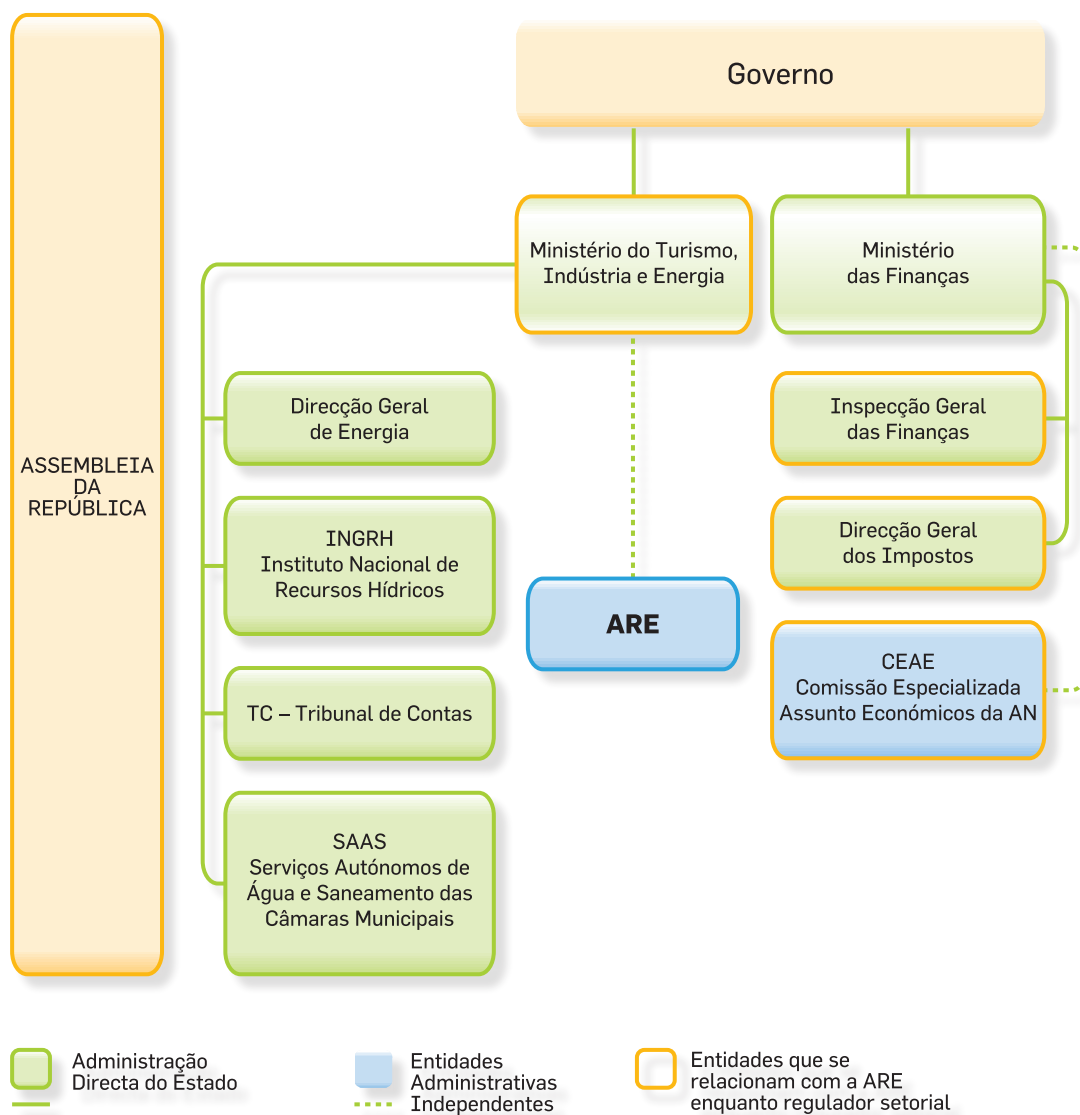 Governo
Ministério do Turismo,
Indústria e Energia
Ministério
das Finanças
Direcção Geral
de Energia
Inspecção Geral
das Finanças
ASSEMBLEIA
DA
REPÚBLICA
INGRH
Instituto Nacional de
Recursos Hídricos
Direcção Geral
dos Impostos
ARE
CEAE
Comissão Especializada
Assunto Económicos da AN
TC – Tribunal de Contas
SAAS
Serviços Autónomos de
Água e Saneamento das
Câmaras Municipais
Administração
Directa do Estado
Entidades
Administrativas
Independentes
Entidades que se
relacionam com a ARE
enquanto regulador setorial